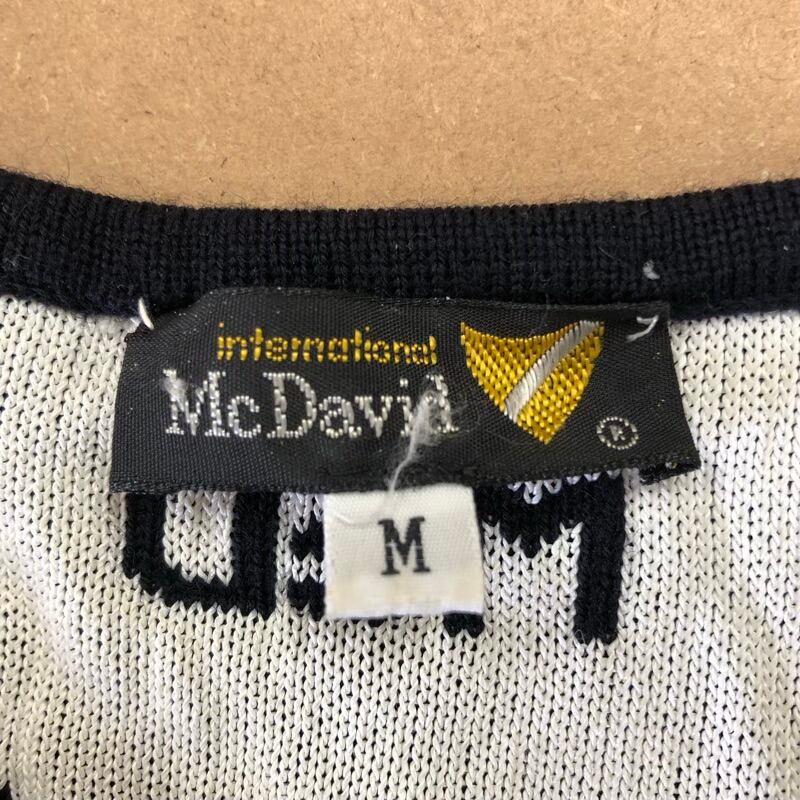 international
McDavid
®
M